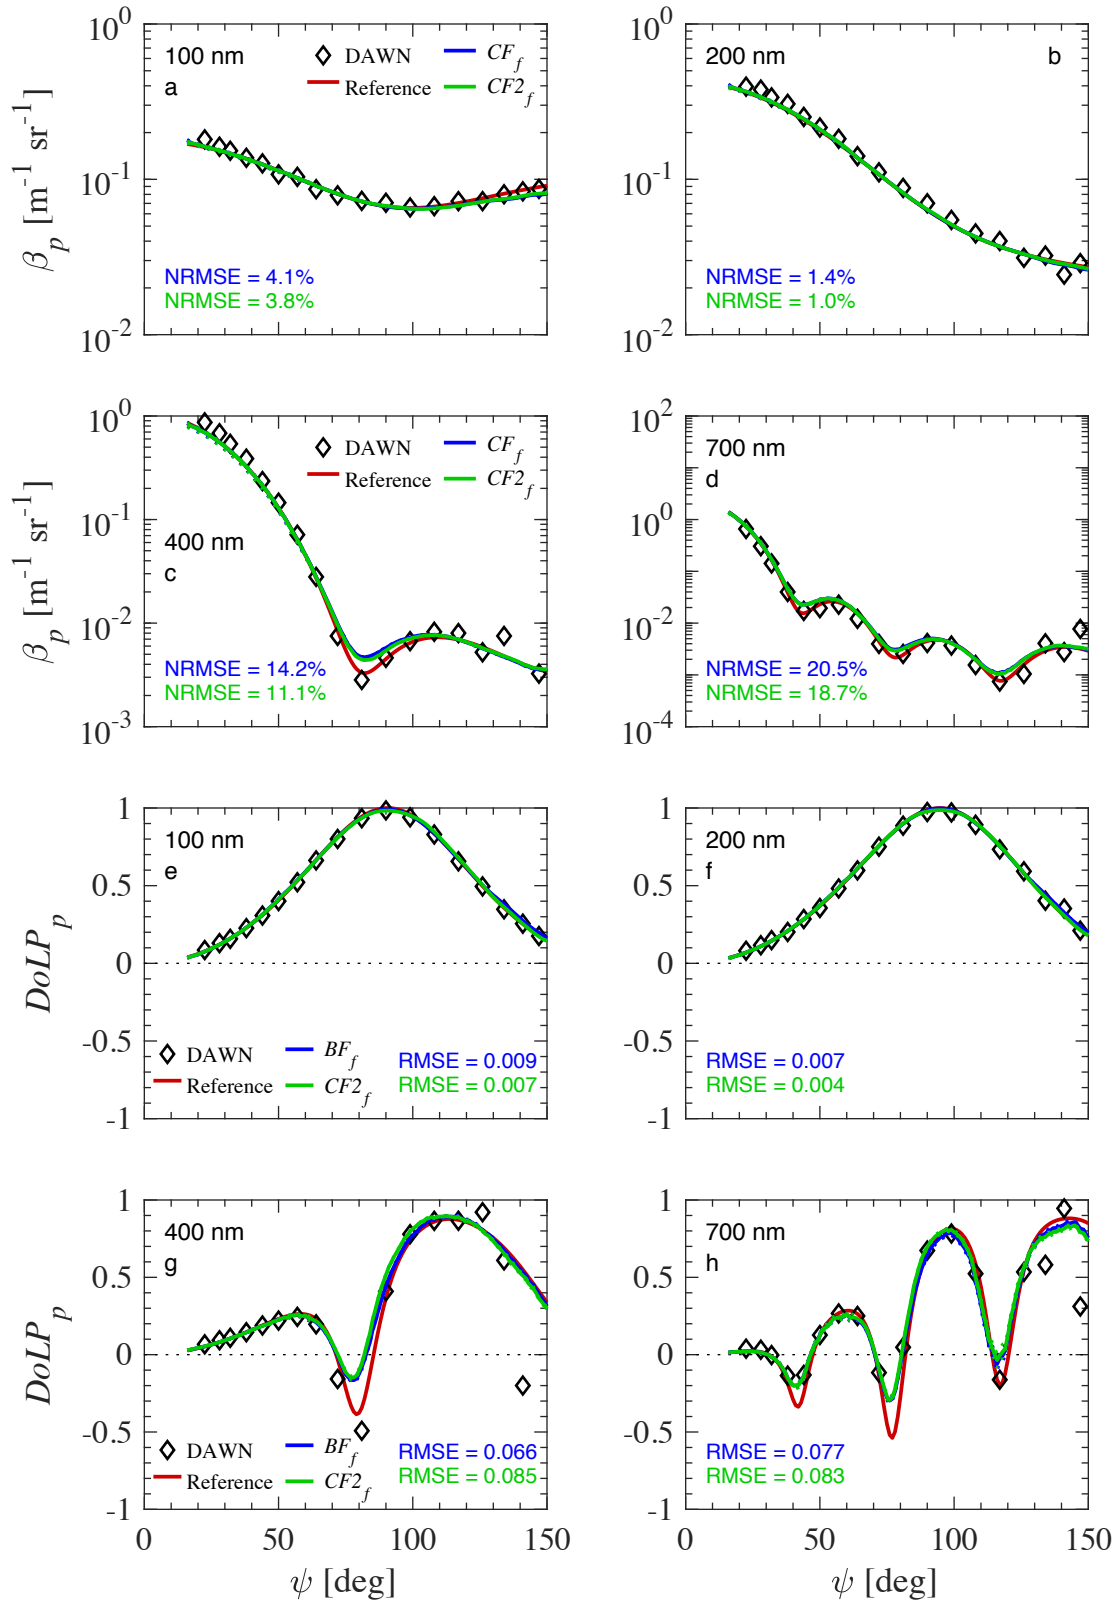 10^0
100 nm
DAWN
CF_f
a
Reference
CF2_f
10^-1
β_p [m^-1 sr^-1]
NRMSE = 4.1%
NRMSE = 3.8%
10^-2
10^0
200 nm
b
10^-1
NRMSE = 1.4%
NRMSE = 1.0%
10^-2
10^0
DAWN
CF_f
Reference
CF2_f
10^-1
400 nm
c
β_p [m^-1 sr^-1]
10^-2
NRMSE = 14.2%
NRMSE = 11.1%
10^-3
10^2
700 nm
d
10^0
10^-2
NRMSE = 20.5%
NRMSE = 18.7%
10^-4
1
100 nm
e
0.5
DoLP_p
0
-0.5
DAWN
BF_f
RMSE = 0.009
Reference
CF2_f
RMSE = 0.007
-1
1
200 nm
f
0.5
0
-0.5
RMSE = 0.007
RMSE = 0.004
-1
1
400 nm
g
0.5
DoLP_p
0
-0.5
DAWN
BF_f
RMSE = 0.066
Reference
CF2_f
RMSE = 0.085
-1
0 50 100 150
ψ [deg]
1
700 nm
h
0.5
0
-0.5
RMSE = 0.077
RMSE = 0.083
-1
0 50 100 150
ψ [deg]